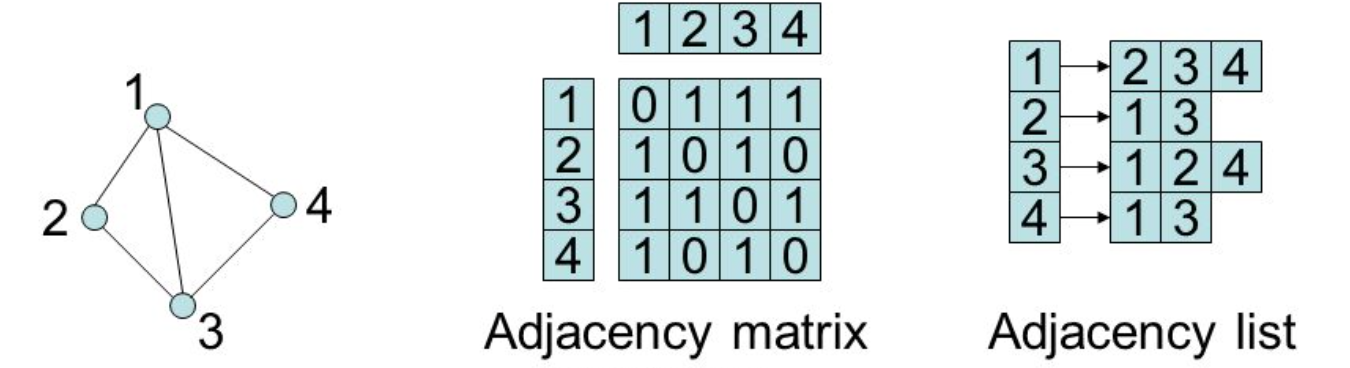 1
2
4
3
1 2 3 4
1 0 1 1 1
2 1 0 1 0
3 1 1 0 1
4 1 0 1 0
Adjacency matrix
1 2 3 4
2 1 3
3 1 2 4
4 1 3
Adjacency list